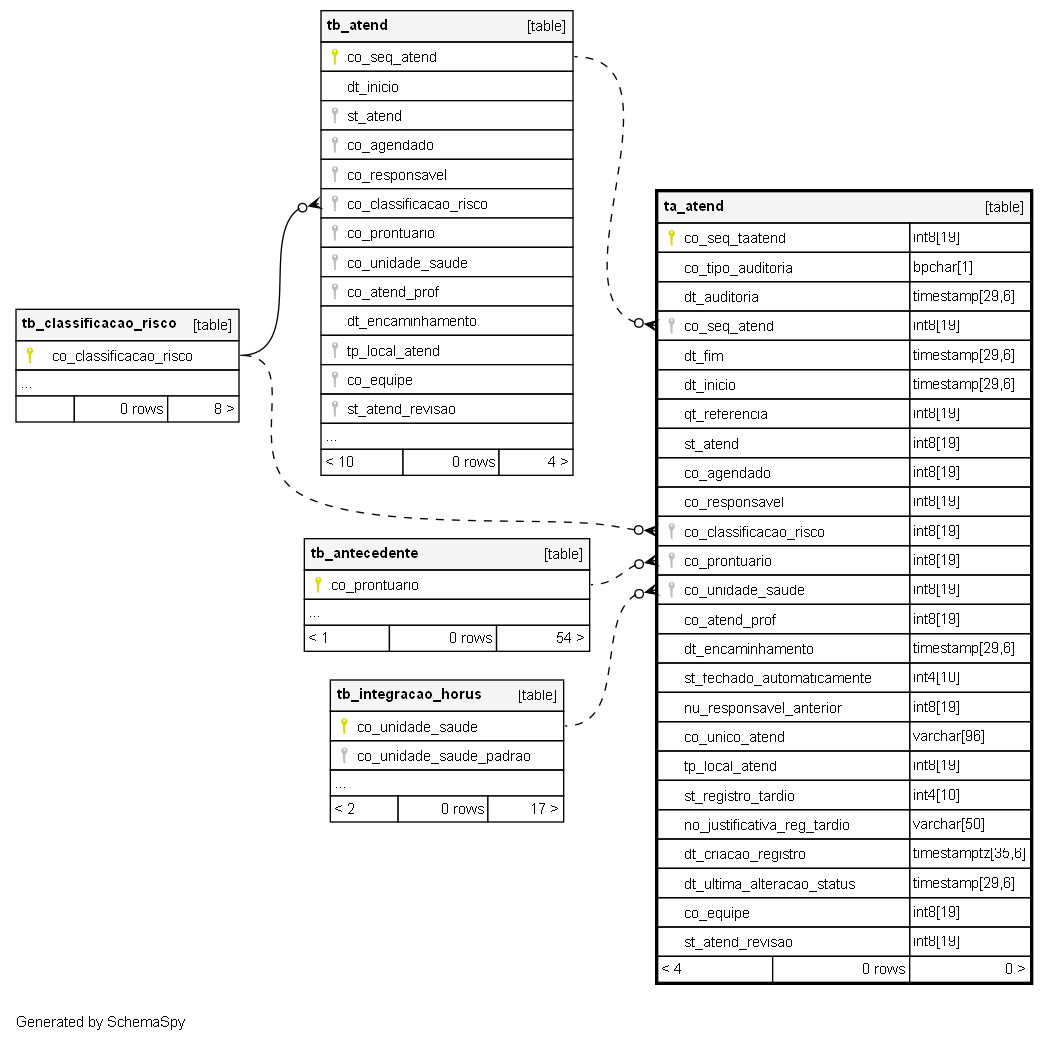 tb_atend [table]
co_seq_atend
dt_inicio
st_atend
co_agendado
co_responsavel
co_classificacao_risco
co_prontuario
co_unidade_saude
co_atend_prof
dt_encaminhamento
tp_local_atend
co_equipe
st_atend_revisao
...
< 10 0 rows 4 >
tb_classificacao_risco [table]
co_classificacao_risco
...
0 rows 8 >
tb_antecedente [table]
co_prontuario
...
< 1 0 rows 54 >
tb_integracao_horus [table]
co_unidade_saude
co_unidade_saude_padrao
...
< 2 0 rows 17 >
ta_atend [table]
co_seq_taatend int8[19]
co_tipo_auditoria bpchar[1]
dt_auditoria timestamp[29,6]
co_seq_atend int8[19]
dt_fim timestamp[29,6]
dt_inicio timestamp[29,6]
qt_referencia int8[19]
st_atend int8[19]
co_agendado int8[19]
co_responsavel int8[19]
co_classificacao_risco int8[19]
co_prontuario int8[19]
co_unidade_saude int8[19]
co_atend_prof int8[19]
dt_encaminhamento timestamp[29,6]
st_fechado_automaticamente int4[10]
nu_responsavel_anterior int8[19]
co_unico_atend varchar[96]
tp_local_atend int8[19]
st_registro_tardio int4[10]
no_justificativa_reg_tardio varchar[50]
dt_criacao_registro timestamptz[35,6]
dt_ultima_alteracao_status timestamp[29,6]
co_equipe int8[19]
st_atend_revisao int8[19]
< 4 0 rows 0 >
Generated by SchemaSpy